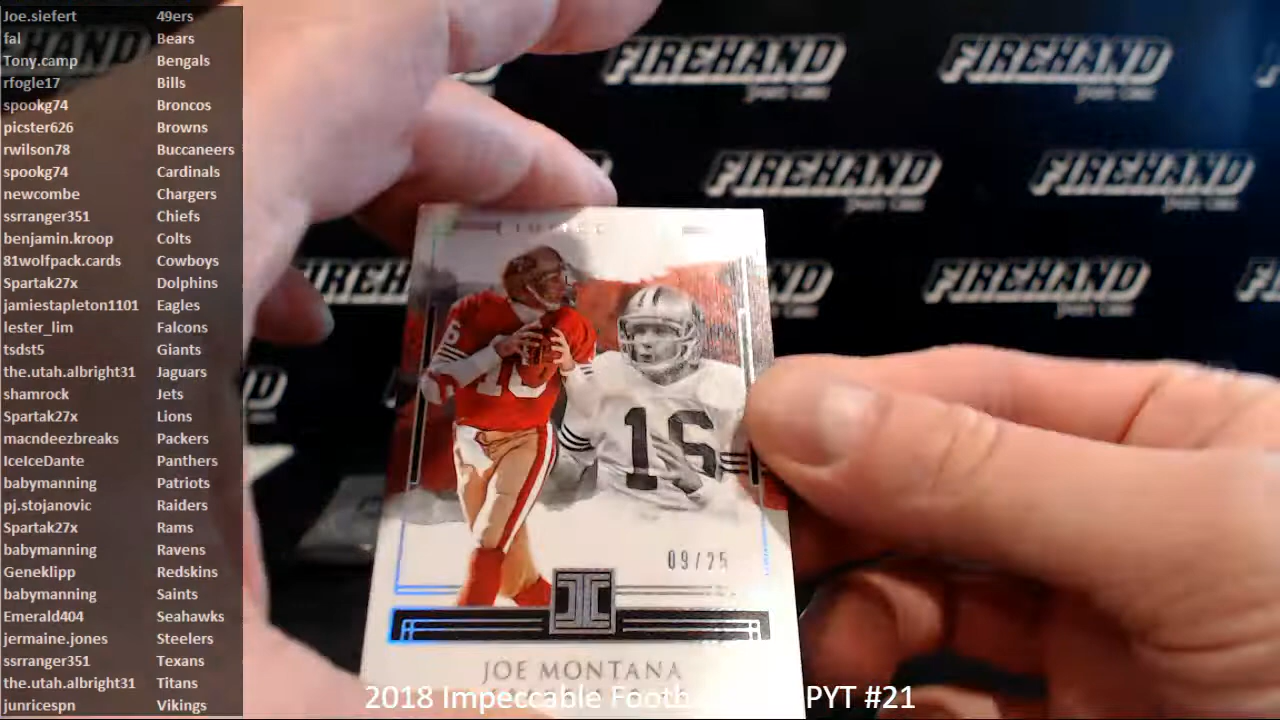 Joe.siefert 49ers
fal Bears
Tony.camp Bengals
rfogle17 Bills
spookg74 Broncos
picster626 Browns
rwilson78 Buccaneers
spookg74 Cardinals
newcombe Chargers
ssrranger351 Chiefs
benjamin.kroop Colts
81wolfpack.cards Cowboys
Spartak27x Dolphins
jamiestapleton1101 Eagles
lester_lim Falcons
tsdst5 Giants
the.utah.albright31 Jaguars
shamrock Jets
Spartak27x Lions
macndeezbreaks Packers
IceIceDante Panthers
babymanning Patriots
pj.stojanovic Raiders
Spartak27x Rams
babymanning Ravens
Geneklipp Redskins
babymanning Saints
Emerald404 Seahawks
jermaine.jones Steelers
ssrranger351 Texans
the.utah.albright31 Titans
junricespn Vikings
FIREHAND FIREHAND
FIREHAND FIREHAND
FIREHAND FIREHAND
16
16
09/25
JOE MONTANA
2018 Impeccable Footb PYT #21